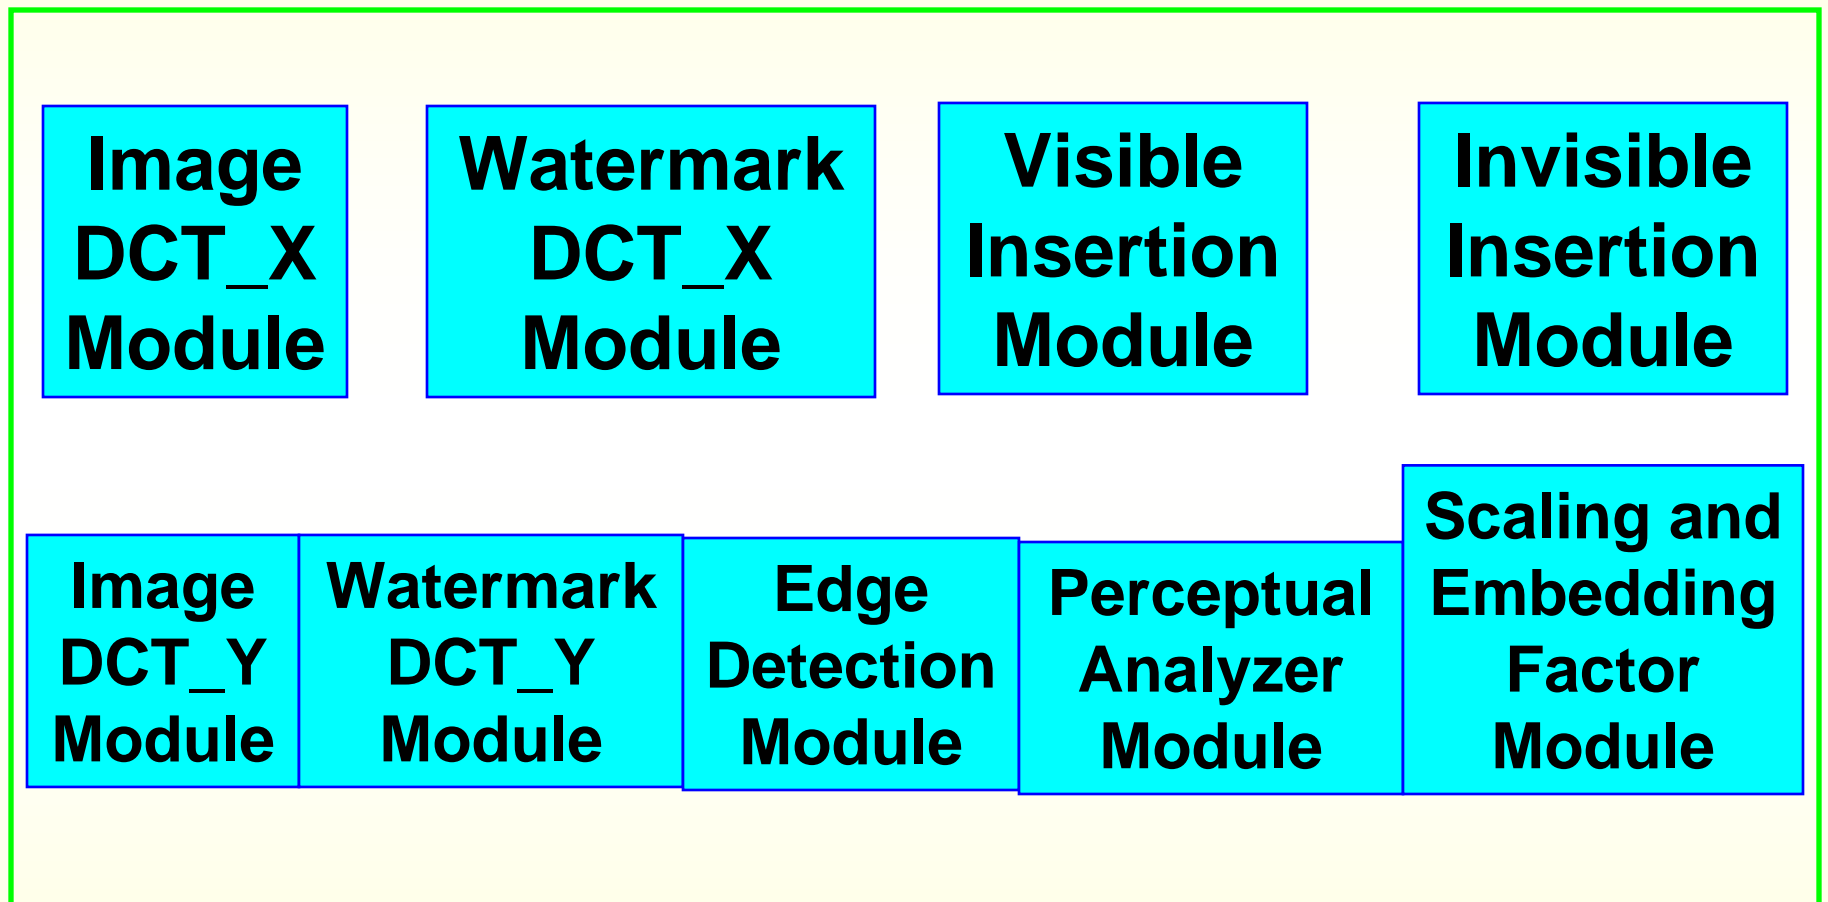 Image
DCT_X
Module
Watermark
DCT_X
Module
Visible
Insertion
Module
Invisible
Insertion
Module
Image
DCT_Y
Module
Watermark
DCT_Y
Module
Edge
Detection
Module
Perceptual
Analyzer
Module
Scaling and
Embedding
Factor
Module